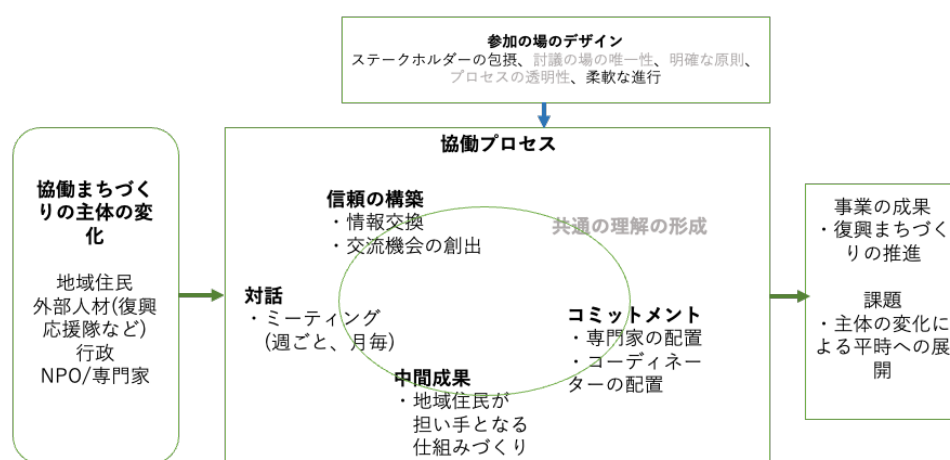 参加の場のデザイン
ステークホルダーの包摂、討議の場の唯一性、明確な原則、
プロセスの透明性、柔軟な進行
協働まちづく
りの主体の変
化
地域住民
外部人材(復興
応援隊など)
行政
NPO/専門家
協働プロセス
信頼の構築
・情報交換
・交流機会の創出
共通の理解の形成
対話
・ミーティング
(週ごと、月毎)
コミットメント
・専門家の配置
・コーディネー
ターの配置
中間成果
・地域住民が
担い手となる
仕組みづくり
事業の成果
・復興まちづく
りの推進
課題
・主体の変化に
よる平時への展
開